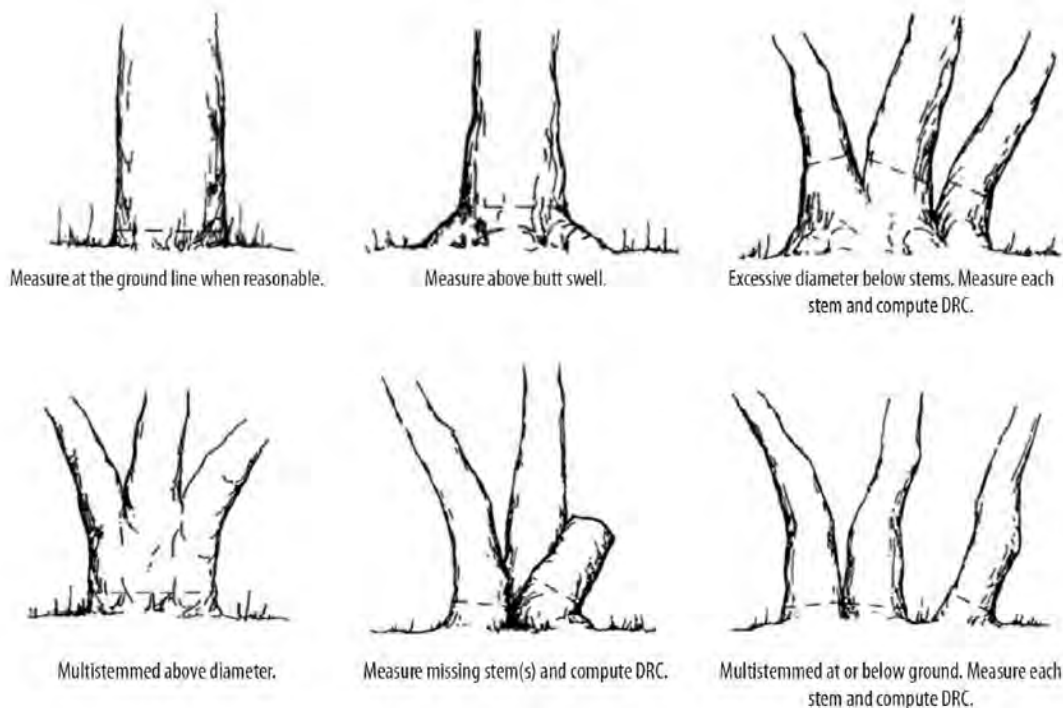 Measure at the ground line when reasonable.
Measure above butt swell.
Excessive diameter below stems. Measure each
stem and compute DRC.
Multistemmed above diameter.
Measure missing stem(s) and compute DRC.
Multistemmed at or below ground. Measure each
stem and compute DRC.